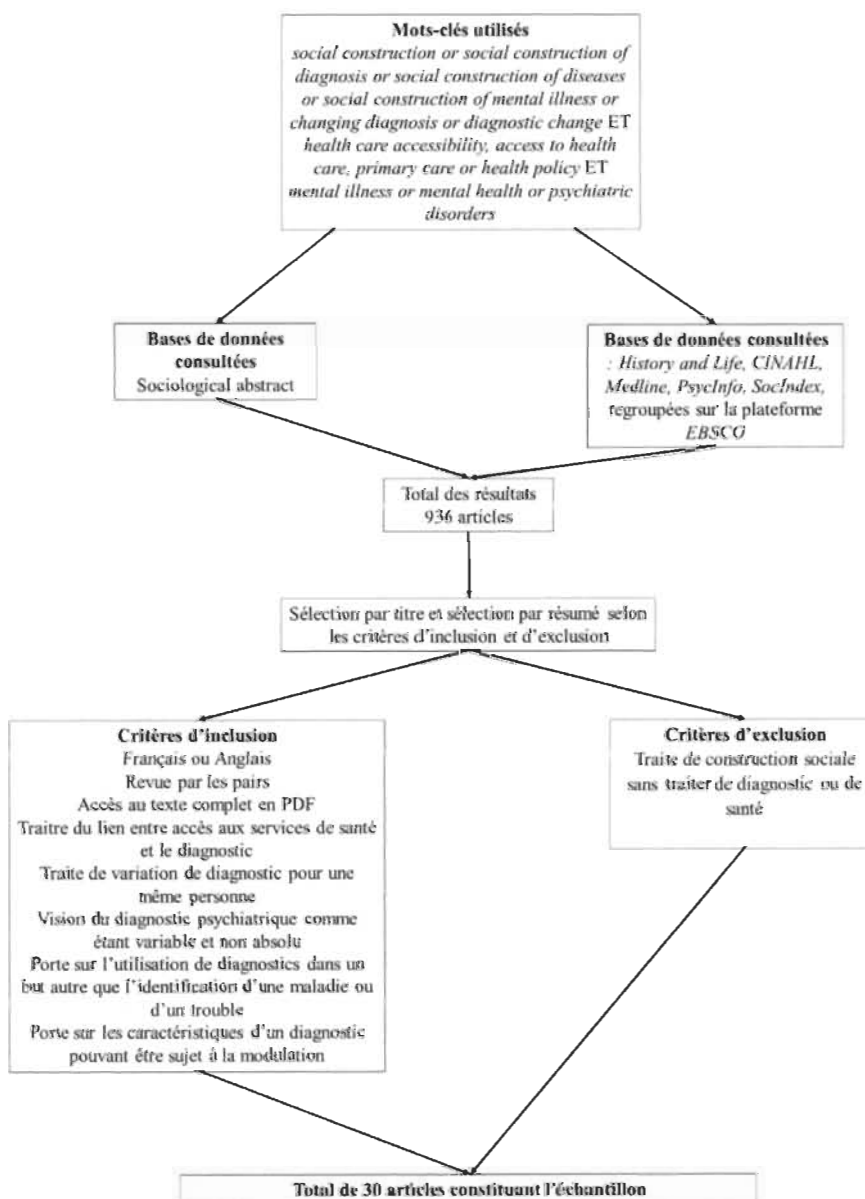 Mots-clés utilisés
social construction or social construction of
diagnosis or social construction of diseases
or social construction of mental illness or
changing diagnosis or diagnostic change ET
health care accessibility, access to health
care, primary care or health policy ET
mental illness or mental health or psychiatric
disorders
Bases de données
consultées
Sociological abstract
Bases de données consultées
: History and Life, CINAHL,
Medline, PsycInfo, SocIndex,
regroupées sur la plateforme
EBSCO
Total des résultats
936 articles
Sélection par titre et sélection par résumé selon
les critères d'inclusion et d'exclusion
Critères d'inclusion
Français ou Anglais
Revue par les pairs
Accès au texte complet en PDF
Traitre du lien entre accès aux services de santé
et le diagnostic
Traite de variation de diagnostic pour une
même personne
Vision du diagnostic psychiatrique comme
étant variable et non absolu
Porte sur l'utilisation de diagnostics dans un
but autre que l'identification d'une maladie ou
d'un trouble
Porte sur les caractéristiques d'un diagnostic
pouvant être sujet à la modulation
Critères d'exclusion
Traite de construction sociale
sans traiter de diagnostic ou de
santé
Total de 30 articles constituant l'échantillon